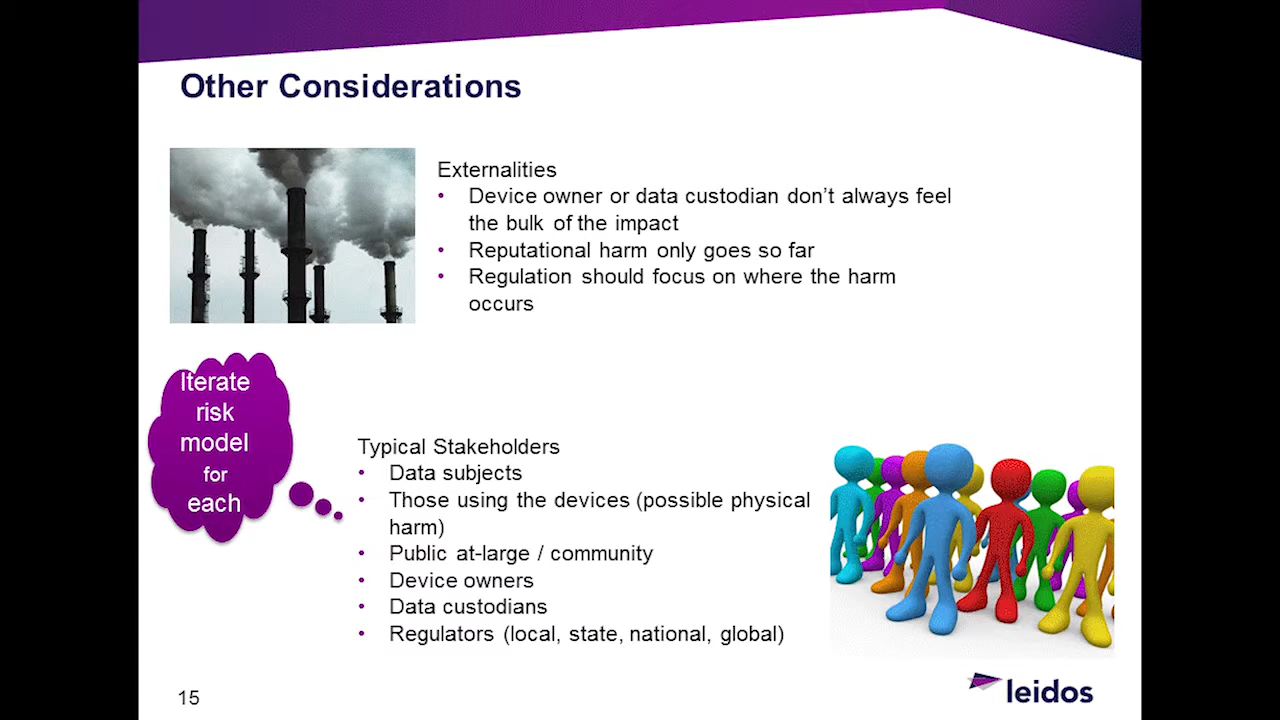 Other Considerations
Externalities
• Device owner or data custodian don’t always feel
the bulk of the impact
• Reputational harm only goes so far
• Regulation should focus on where the harm
occurs
Iterate
risk
model
for
each
Typical Stakeholders
• Data subjects
• Those using the devices (possible physical
harm)
• Public at-large / community
• Device owners
• Data custodians
• Regulators (local, state, national, global)
15
leidos